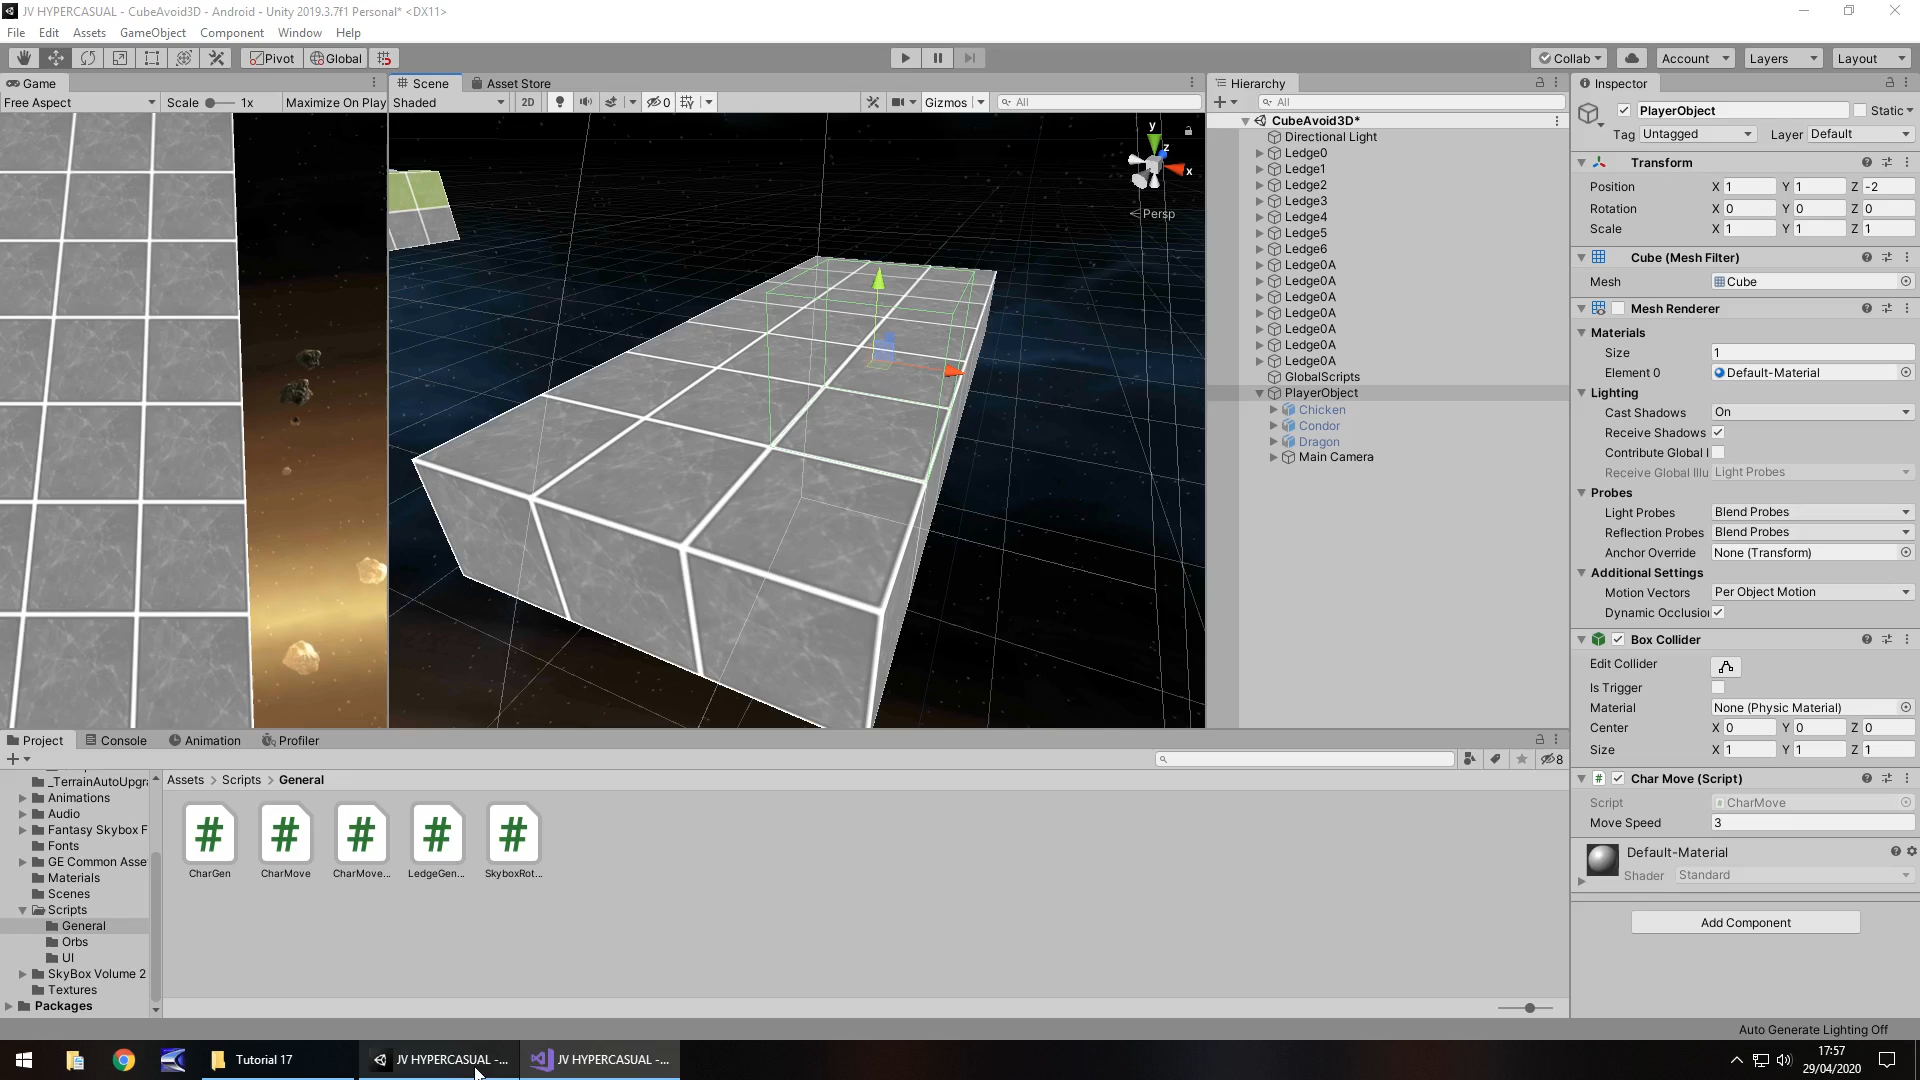 JV HYPERCASUAL - CubeAvoid3D - Android - Unity 2019.3.7f1 Personal* <DX11>
File Edit Assets GameObject Component Window Help
Pivot Global Collab Account Layers Layout
Game Scene Asset Store Hierarchy Inspector
Free Aspect Scale 1x Maximize On Play Shaded 2D 0 Gizmos All All
PlayerObject Static
Tag Untagged Layer Default
CubeAvoid3D*
Directional Light
Ledge0
Ledge1
Ledge2
Ledge3
Ledge4
Ledge5
Ledge6
Ledge0A
Ledge0A
Ledge0A
Ledge0A
Ledge0A
Ledge0A
Ledge0A
GlobalScripts
PlayerObject
Chicken
Condor
Dragon
Main Camera
y
z
x
Persp
Transform
Position X 1 Y 1 Z -2
Rotation X 0 Y 0 Z 0
Scale X 1 Y 1 Z 1
Cube (Mesh Filter)
Mesh Cube
Mesh Renderer
Materials
Size 1
Element 0 Default-Material
Lighting
Cast Shadows On
Receive Shadows
Contribute Global I
Receive Global Illu Light Probes
Probes
Light Probes Blend Probes
Reflection Probes Blend Probes
Anchor Override None (Transform)
Additional Settings
Motion Vectors Per Object Motion
Dynamic Occlusio
Box Collider
Edit Collider
Is Trigger
Material None (Physic Material)
Center X 0 Y 0 Z 0
Size X 1 Y 1 Z 1
Char Move (Script)
Script CharMove
Move Speed 3
Default-Material
Shader Standard
Add Component
Project Console Animation Profiler
8
Assets > Scripts > General
_TerrainAutoUpgr
Animations
Audio
Fantasy Skybox F
Fonts
GE Common Asse
Materials
Scenes
Scripts
General
Orbs
UI
SkyBox Volume 2
Textures
Packages
CharGen CharMove CharMove... LedgeGen... SkyboxRot...
Auto Generate Lighting Off
Tutorial 17 JV HYPERCASUAL -... JV HYPERCASUAL -...
17:57
29/04/2020